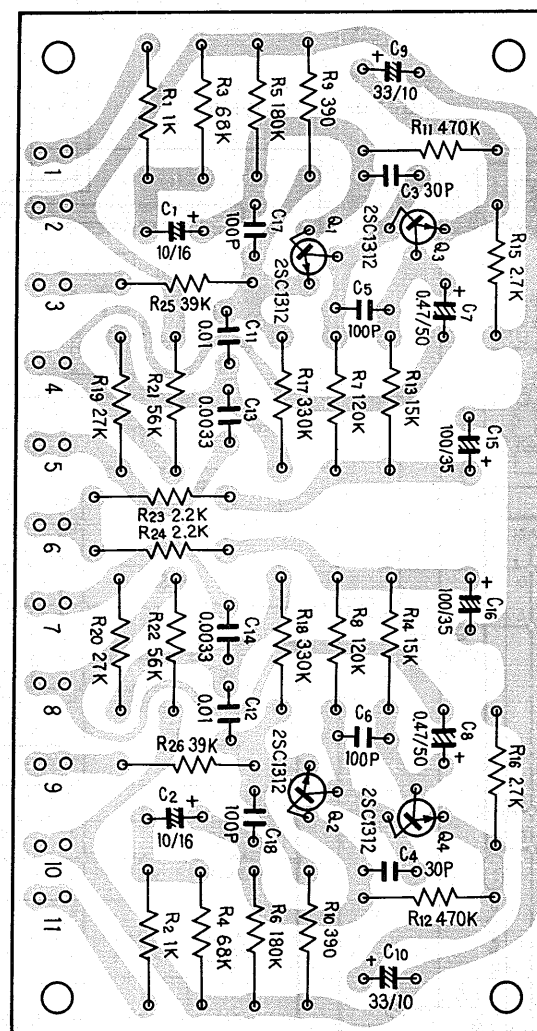 C9
33/10
R1 1K
R3 68K
R5 180K
R9 390
R11 470K
C3 30P
1
2
C1
10/16
C17
100P
Q1
2SC1312
2SC1312
Q3
R15 2.7K
3
R25 39K
C5
100P
C7
0.47/50
4
C11
0.01
R19 27K
R21 56K
C13
0.0033
R17 330K
R7 120K
R13 15K
C15
100/35
5
R23 2.2K
6
R24 2.2K
7
R20 27K
R22 56K
C14
0.0033
R18 330K
R8 120K
R14 15K
C16
100/35
8
C12
0.01
C6
100P
C8
0.47/50
9
R26 39K
2SC1312
Q2
2SC1312
Q4
R16 2.7K
C2
10/16
C18
100P
10
C4
30P
11
R2 1K
R4 68K
R6 180K
R10 390
R12 470K
C10
33/10